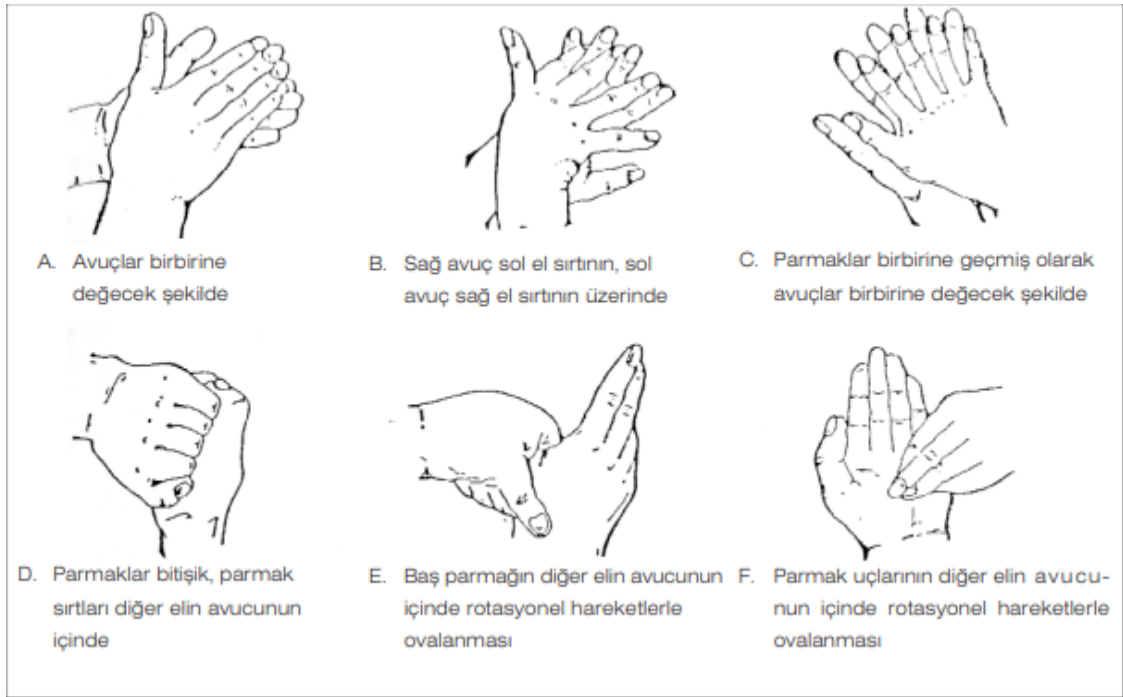 A. Avuçlar birbirine
değecek şekilde
B. Sağ avuç sol el sırtının, sol
avuç sağ el sırtının üzerinde
C. Parmaklar birbirine geçmiş olarak
avuçlar birbirine değecek şekilde
D. Parmaklar bitişik, parmak
sırtları diğer elin avucunun
içinde
E. Baş parmağın diğer elin avucunun
içinde rotasyonel hareketlerle
ovalanması
F. Parmak uçlarının diğer elin avucu-
nun içinde rotasyonel hareketlerle
ovalanması